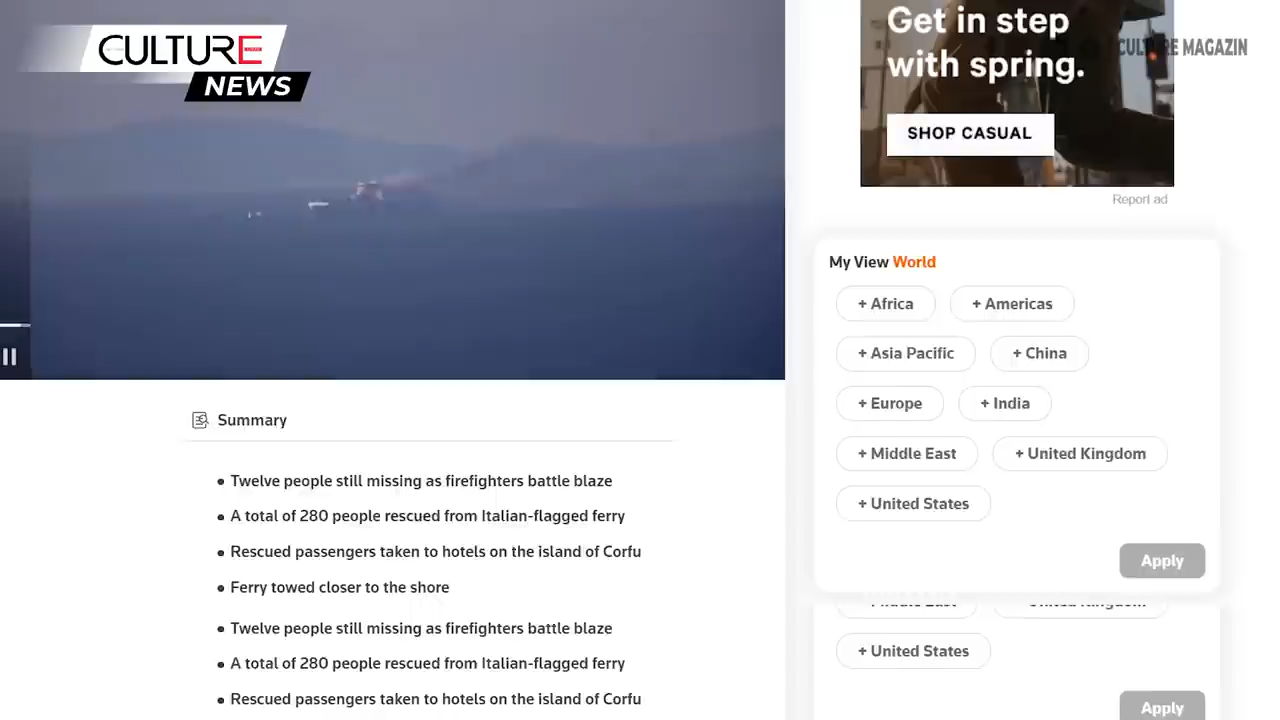 CULTURE
NEWS
Get in step
with spring.
CULTURE MAGAZIN
SHOP CASUAL
Report ad
My View World
+ Africa
+ Americas
+ Asia Pacific
+ China
+ Europe
+ India
+ Middle East
+ United Kingdom
+ United States
Apply
Summary
Twelve people still missing as firefighters battle blaze
A total of 280 people rescued from Italian-flagged ferry
Rescued passengers taken to hotels on the island of Corfu
Ferry towed closer to the shore
Twelve people still missing as firefighters battle blaze
A total of 280 people rescued from Italian-flagged ferry
Rescued passengers taken to hotels on the island of Corfu
Middle East
United Kingdom
+ United States
Apply